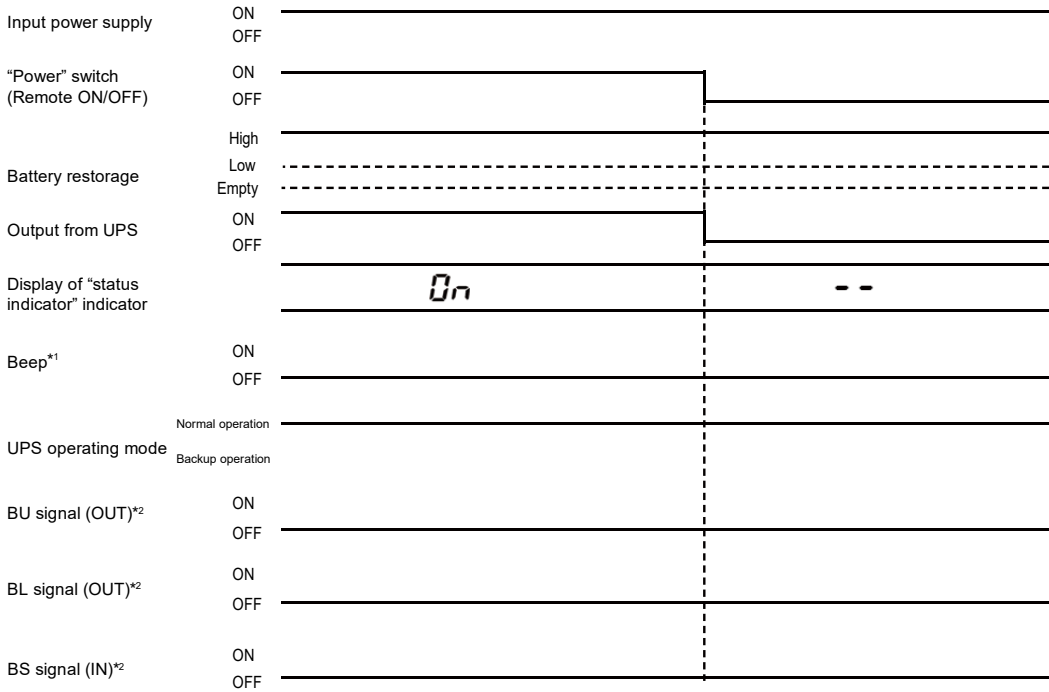 Input power supply
ON
OFF
“Power” switch
(Remote ON/OFF)
ON
OFF
Battery restorage
High
Low
Empty
Output from UPS
ON
OFF
Display of “status
indicator” indicator
On
- -
Beep*1
ON
OFF
UPS operating mode
Normal operation
Backup operation
BU signal (OUT)*2
ON
OFF
BL signal (OUT)*2
ON
OFF
BS signal (IN)*2
ON
OFF